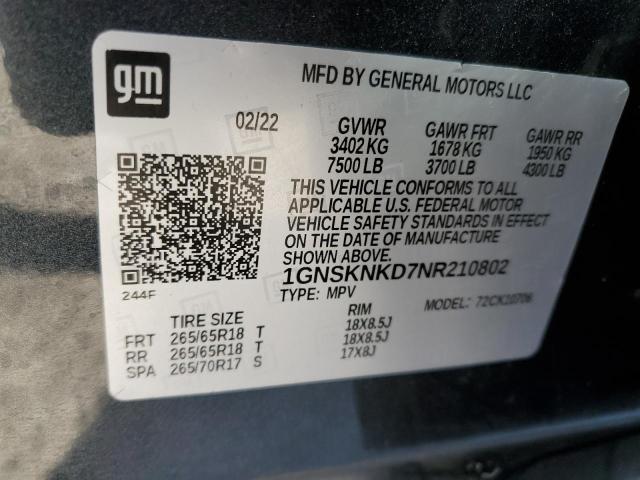 gm
MFD BY GENERAL MOTORS LLC
02/22 GVWR GAWR FRT GAWR RR
3402 KG 1678 KG 1950 KG
7500 LB 3700 LB 4300 LB
THIS VEHICLE CONFORMS TO ALL
APPLICABLE U.S. FEDERAL MOTOR
VEHICLE SAFETY STANDARDS IN EFFECT
ON THE DATE OF MANUFACTURE
SHOWN ABOVE.
1GNSKNKD7NR210802
244F TYPE: MPV MODEL: 72CK10706
TIRE SIZE RIM
FRT 265/65R18 T 18X8.5J
RR 265/65R18 T 18X8.5J
SPA 265/70R17 S 17X8J